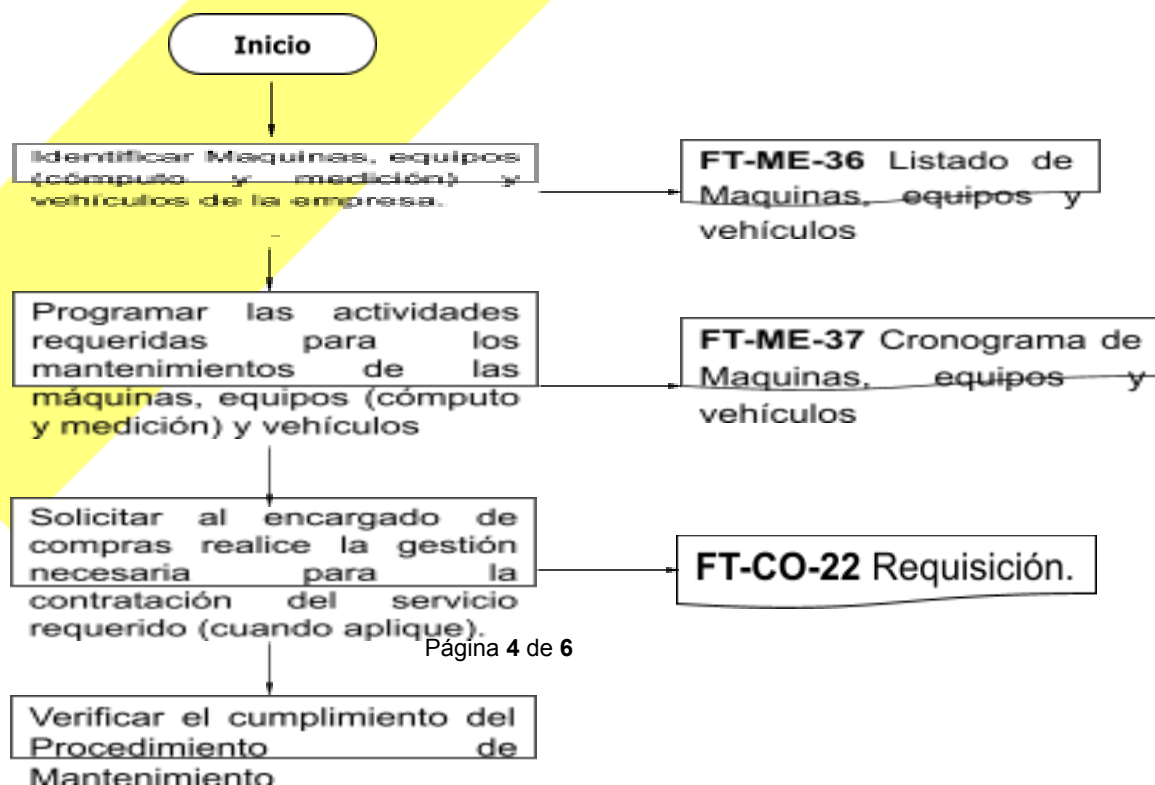 Inicio
Identificar Maquinas, equipos
(cómputo y medición) y
vehículos de la empresa.
FT-ME-36 Listado de
Maquinas, equipos y
vehículos
Programar las actividades
requeridas para los
mantenimientos de las
máquinas, equipos (cómputo
y medición) y vehículos
FT-ME-37 Cronograma de
Maquinas, equipos y
vehículos
Solicitar al encargado de
compras realice la gestión
necesaria para la
contratación del servicio
requerido (cuando aplique).
FT-CO-22 Requisición.
Página 4 de 6
Verificar el cumplimiento del
Procedimiento de
Mantenimiento